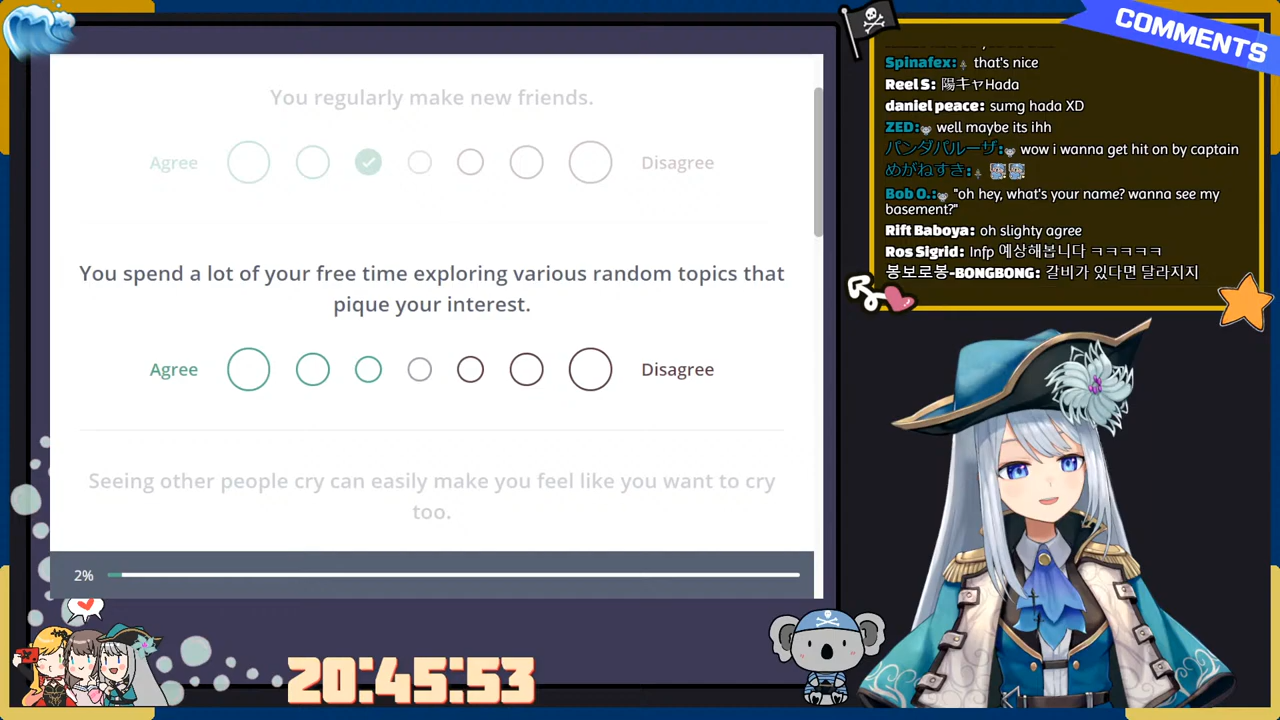 You regularly make new friends.
Agree
Disagree
You spend a lot of your free time exploring various random topics that
pique your interest.
Agree
Disagree
Seeing other people cry can easily make you feel like you want to cry
too.
2%
20:45:53
COMMENTS
Spinafex: that's nice
Reel S: 陽キャHada
daniel peace: sumg hada XD
ZED: well maybe its ihh
パンダパルーザ: wow i wanna get hit on by captain
めがねすき:
Bob O.: "oh hey, what's your name? wanna see my
basement?"
Rift Baboya: oh slighty agree
Ros Sigrid: Infp 예상해봅니다 ㅋㅋㅋㅋㅋ
봉보로봉-BONGBONG: 갈비가 있다면 달라지지